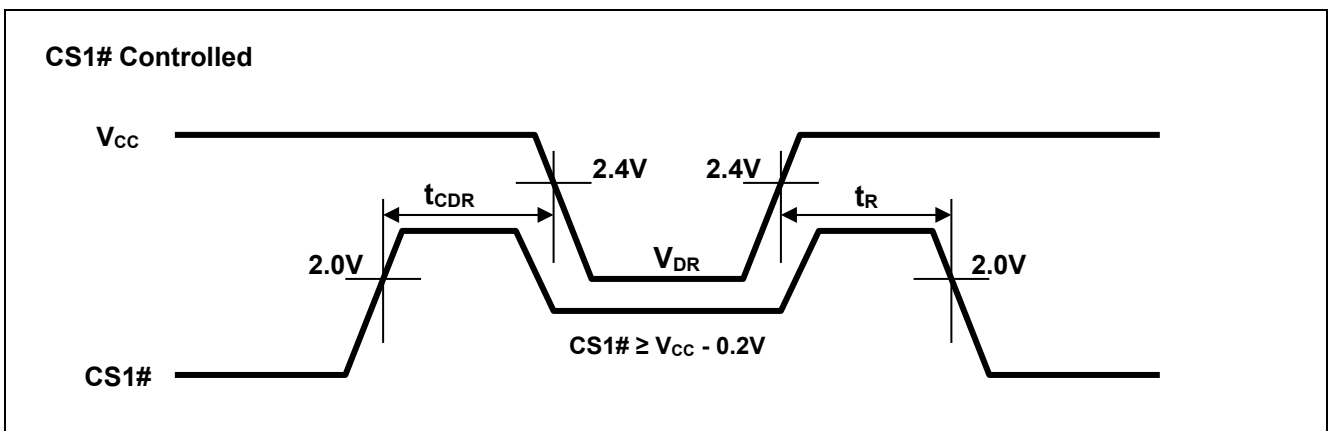 CS1# Controlled
VCC
2.4V 2.4V
tCDR tR
2.0V VDR 2.0V
CS1# ≥ VCC - 0.2V
CS1#